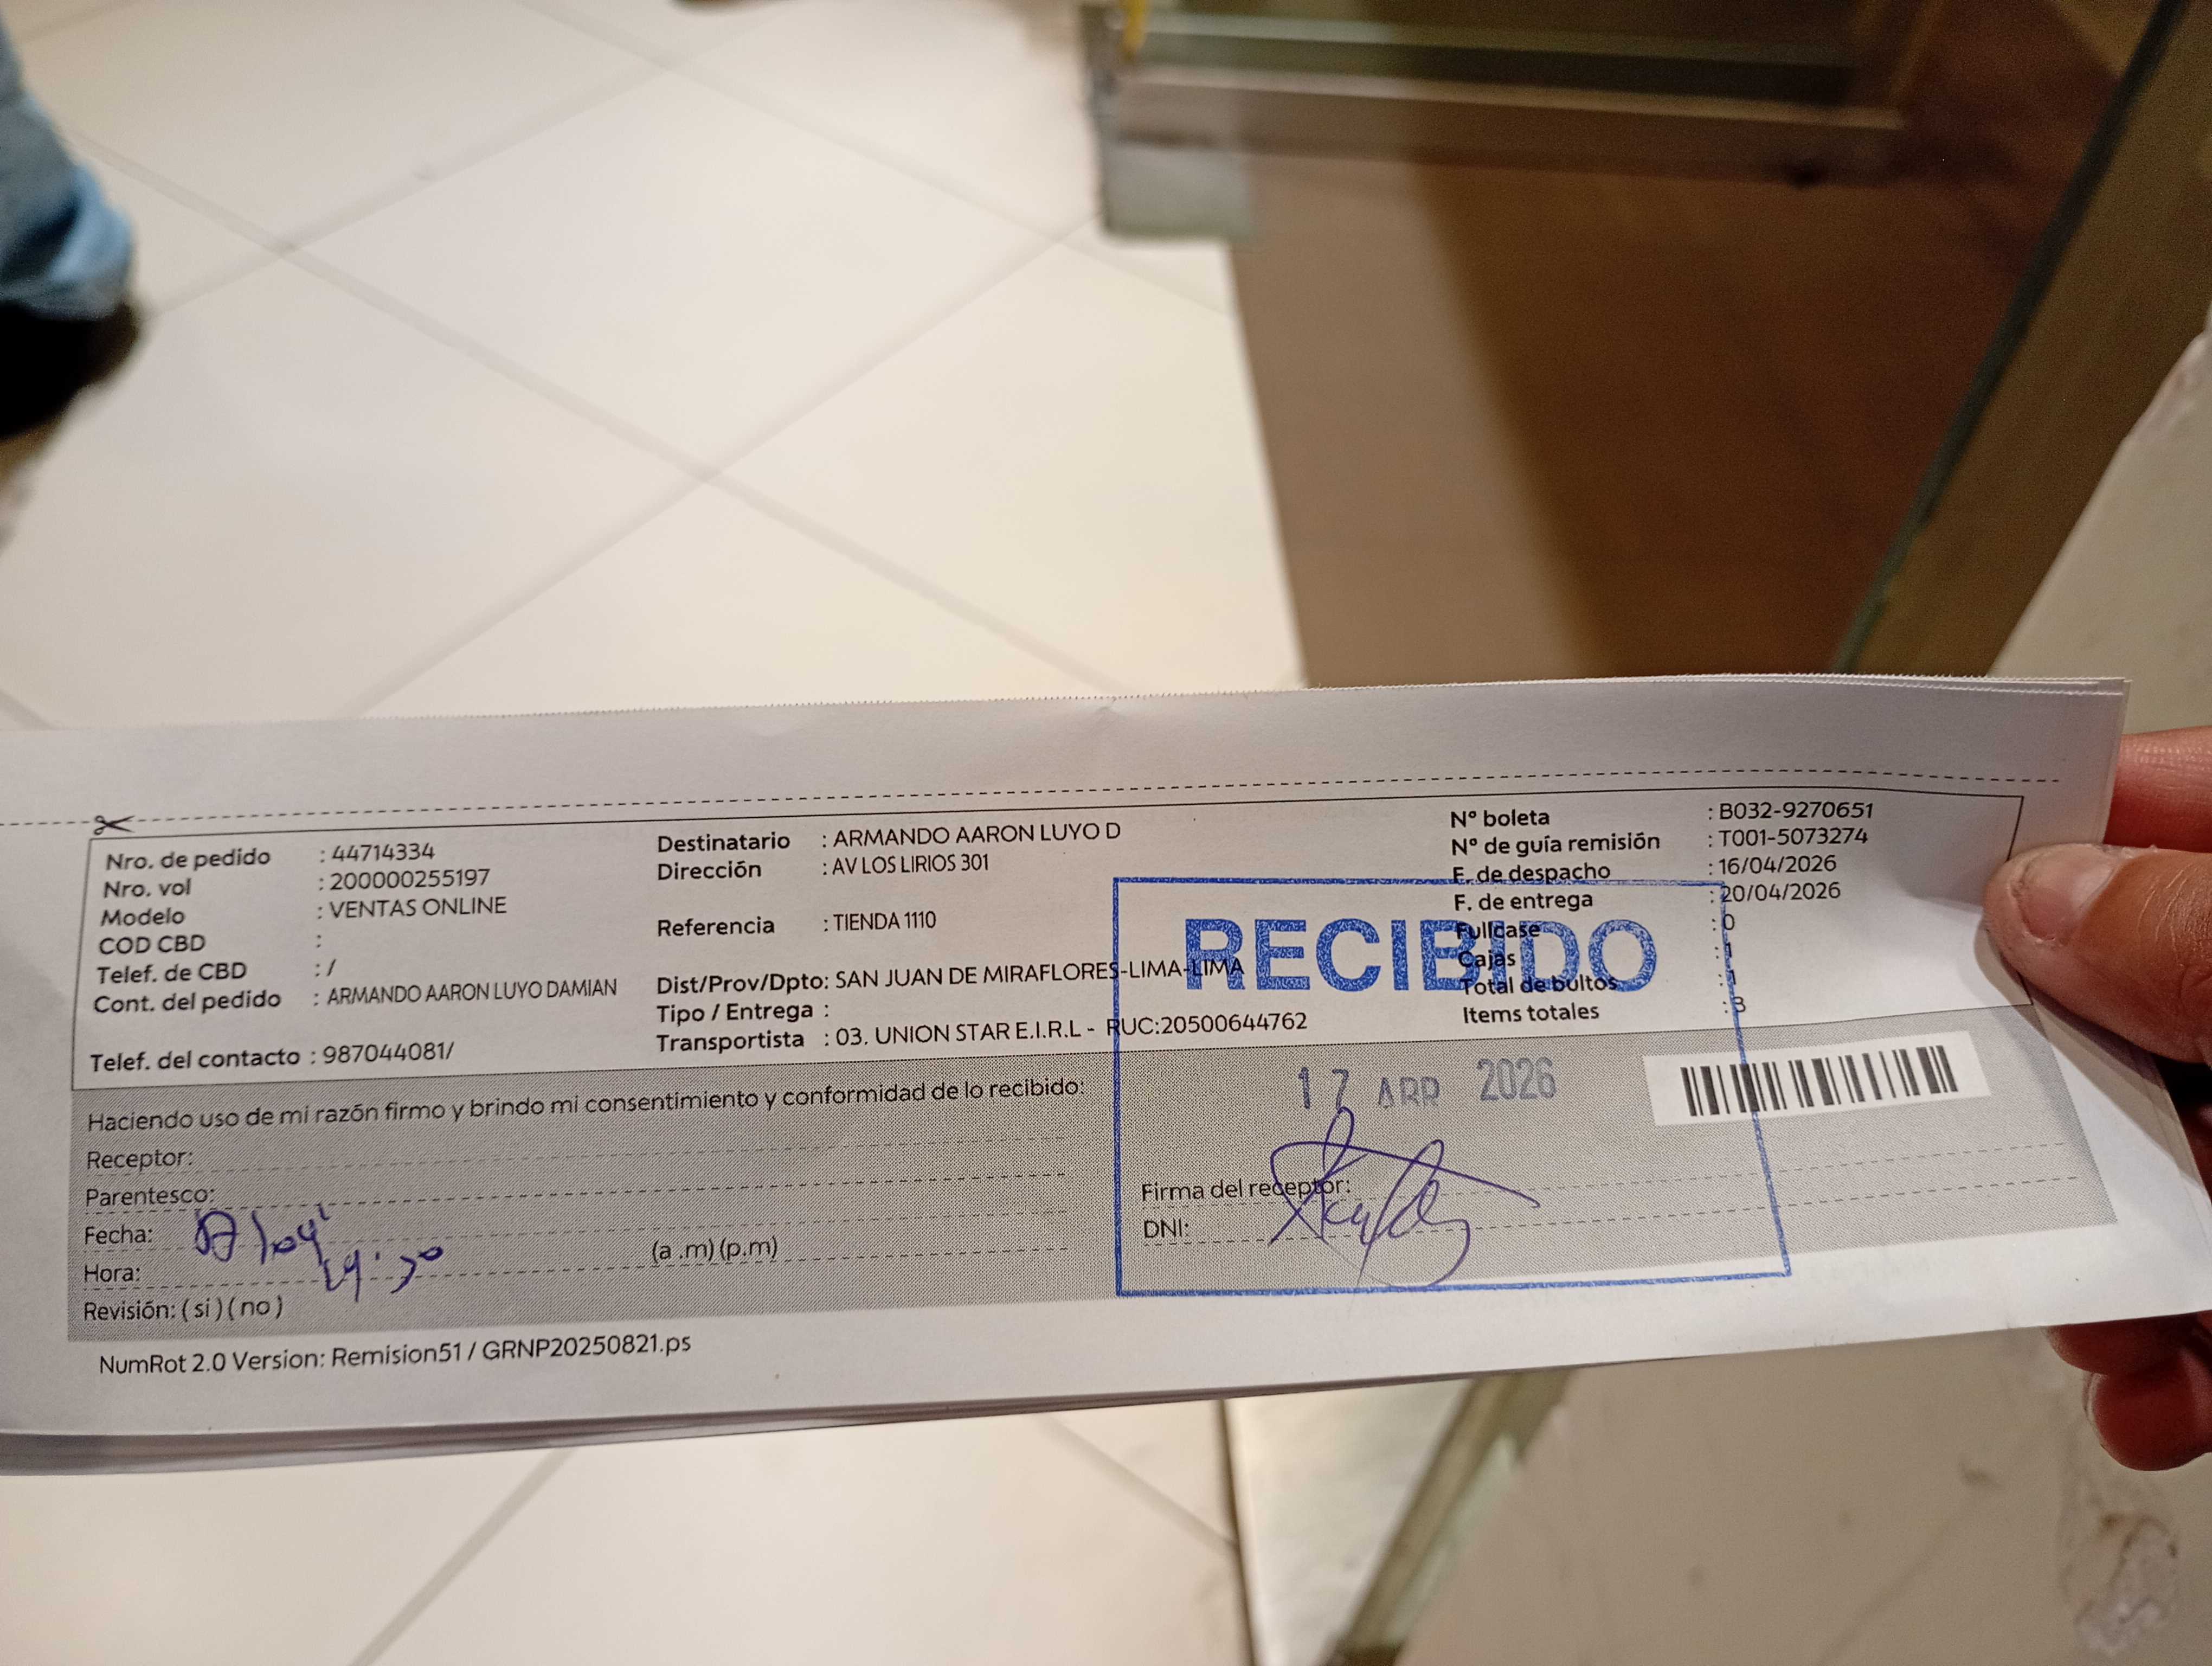 Nro. de pedido : 44714334
Nro. vol : 200000255197
Modelo : VENTAS ONLINE
COD CBD :
Telef. de CBD : /
Cont. del pedido : ARMANDO AARON LUYO DAMIAN
Telef. del contacto : 987044081/
Destinatario : ARMANDO AARON LUYO D
Dirección : AV LOS LIRIOS 301
Referencia : TIENDA 1110
Dist/Prov/Dpto: SAN JUAN DE MIRAFLORES-LIMA-LIMA
Tipo / Entrega :
Transportista : 03. UNION STAR E.I.R.L - RUC:20500644762
N° boleta : B032-9270651
N° de guía remisión : T001-5073274
F. de despacho : 16/04/2026
F. de entrega : 20/04/2026
Fullcase : 0
Cajas : 1
Total de bultos : 1
Items totales : 3
RECIBIDO
17 ABR 2026
Haciendo uso de mi razón firmo y brindo mi consentimiento y conformidad de lo recibido:
Receptor:
Parentesco:
Fecha:
Hora: (a .m) (p.m)
Revisión: ( si ) ( no )
Firma del receptor:
DNI:
NumRot 2.0 Version: Remision51 / GRNP20250821.ps